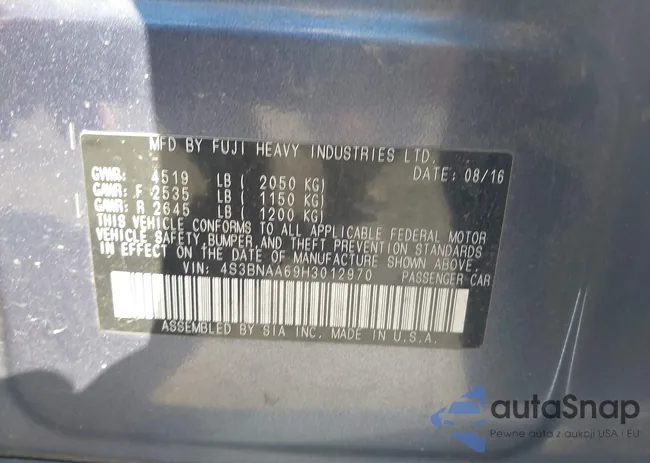 MFD BY FUJI HEAVY INDUSTRIES LTD.
GVWR: 4519 LB ( 2050 KG) DATE: 08/16
GAWR: F 2535 LB ( 1150 KG)
GAWR: R 2645 LB ( 1200 KG)
THIS VEHICLE CONFORMS TO ALL APPLICABLE FEDERAL MOTOR
VEHICLE SAFETY, BUMPER, AND THEFT PREVENTION STANDARDS
IN EFFECT ON THE DATE OF MANUFACTURE SHOWN ABOVE.
VIN: 4S3BNAA69H3012970 PASSENGER CAR
ASSEMBLED BY SIA INC. MADE IN U.S.A.
autoSnap
Pewne auta z aukcji USA i EU